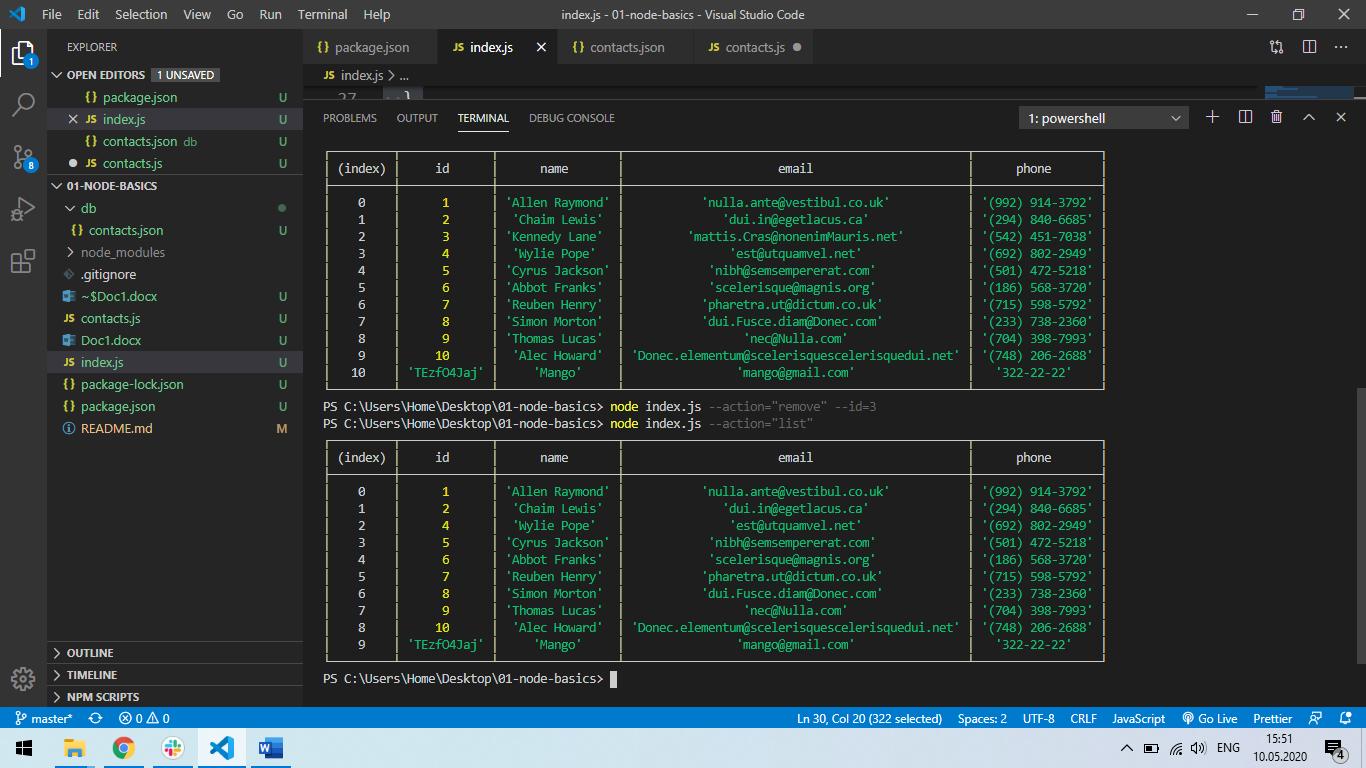 File Edit Selection View Go Run Terminal Help index.js - 01-node-basics - Visual Studio Code
EXPLORER
OPEN EDITORS 1 UNSAVED
{} package.json U
JS index.js U
{} contacts.json db U
JS contacts.js U
01-NODE-BASICS
db
{} contacts.json U
node_modules
.gitignore
~$Doc1.docx U
JS contacts.js U
Doc1.docx U
JS index.js U
{} package-lock.json U
{} package.json U
README.md M
OUTLINE
TIMELINE
NPM SCRIPTS
1
8
{} package.json JS index.js {} contacts.json JS contacts.js
JS index.js > ...
27 }
PROBLEMS OUTPUT TERMINAL DEBUG CONSOLE 1: powershell
(index) id name email phone
0 1 'Allen Raymond' 'nulla.ante@vestibul.co.uk' '(992) 914-3792'
1 2 'Chaim Lewis' 'dui.in@egetlacus.ca' '(294) 840-6685'
2 3 'Kennedy Lane' 'mattis.Cras@nonenimMauris.net' '(542) 451-7038'
3 4 'Wylie Pope' 'est@utquamvel.net' '(692) 802-2949'
4 5 'Cyrus Jackson' 'nibh@semsempererat.com' '(501) 472-5218'
5 6 'Abbot Franks' 'scelerisque@magnis.org' '(186) 568-3720'
6 7 'Reuben Henry' 'pharetra.ut@dictum.co.uk' '(715) 598-5792'
7 8 'Simon Morton' 'dui.Fusce.diam@Donec.com' '(233) 738-2360'
8 9 'Thomas Lucas' 'nec@Nulla.com' '(704) 398-7993'
9 10 'Alec Howard' 'Donec.elementum@scelerisquescelerisquedui.net' '(748) 206-2688'
10 'TEzfO4Jaj' 'Mango' 'mango@gmail.com' '322-22-22'
PS C:\Users\Home\Desktop\01-node-basics> node index.js --action="remove" --id=3
PS C:\Users\Home\Desktop\01-node-basics> node index.js --action="list"
(index) id name email phone
0 1 'Allen Raymond' 'nulla.ante@vestibul.co.uk' '(992) 914-3792'
1 2 'Chaim Lewis' 'dui.in@egetlacus.ca' '(294) 840-6685'
2 4 'Wylie Pope' 'est@utquamvel.net' '(692) 802-2949'
3 5 'Cyrus Jackson' 'nibh@semsempererat.com' '(501) 472-5218'
4 6 'Abbot Franks' 'scelerisque@magnis.org' '(186) 568-3720'
5 7 'Reuben Henry' 'pharetra.ut@dictum.co.uk' '(715) 598-5792'
6 8 'Simon Morton' 'dui.Fusce.diam@Donec.com' '(233) 738-2360'
7 9 'Thomas Lucas' 'nec@Nulla.com' '(704) 398-7993'
8 10 'Alec Howard' 'Donec.elementum@scelerisquescelerisquedui.net' '(748) 206-2688'
9 'TEzfO4Jaj' 'Mango' 'mango@gmail.com' '322-22-22'
PS C:\Users\Home\Desktop\01-node-basics>
master* 0 0 Ln 30, Col 20 (322 selected) Spaces: 2 UTF-8 CRLF JavaScript Go Live Prettier
ENG 15:51
10.05.2020 4